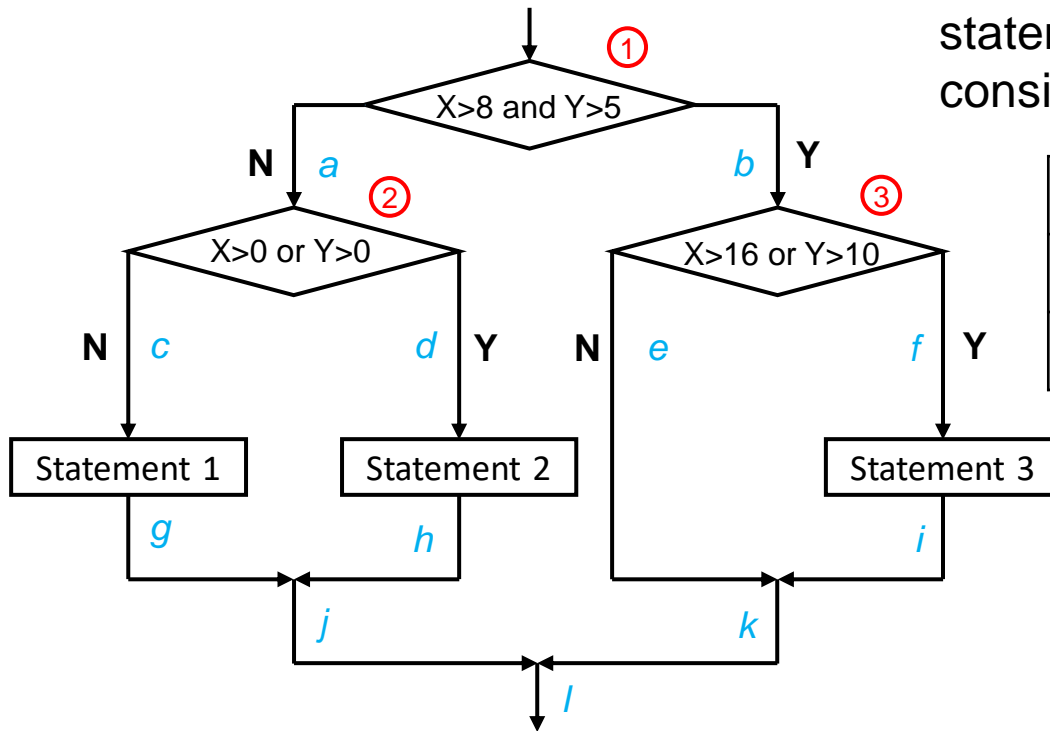 statem
consi
1
X>8 and Y>5
N a
b Y
2
3
X>0 or Y>0
X>16 or Y>10
N c
d Y
N e
f Y
Statement 1
Statement 2
Statement 3
g
h
i
j
k
l